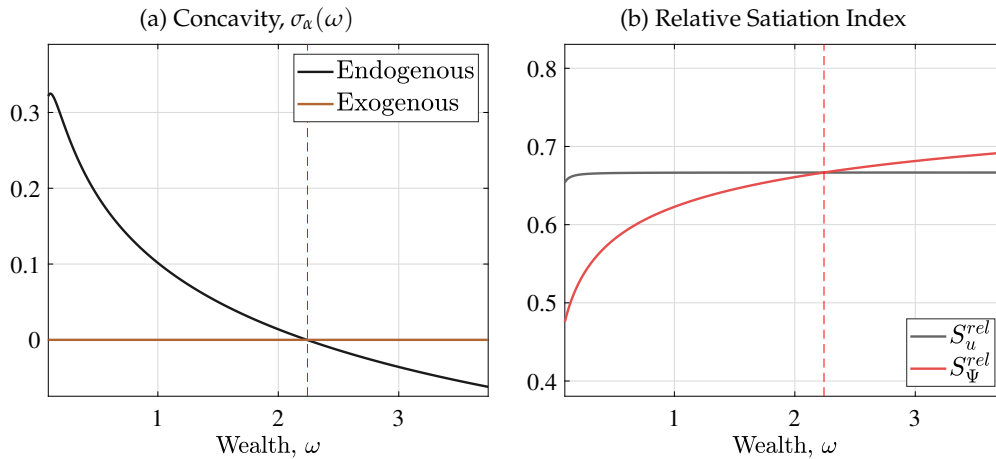 (a) Concavity, σα(ω)
0.3
0.2
0.1
0
1
2
3
Wealth, ω
Endogenous
Exogenous
(b) Relative Satiation Index
0.8
0.7
0.6
0.5
0.4
1
2
3
Wealth, ω
S_u^{rel}
S_Ψ^{rel}